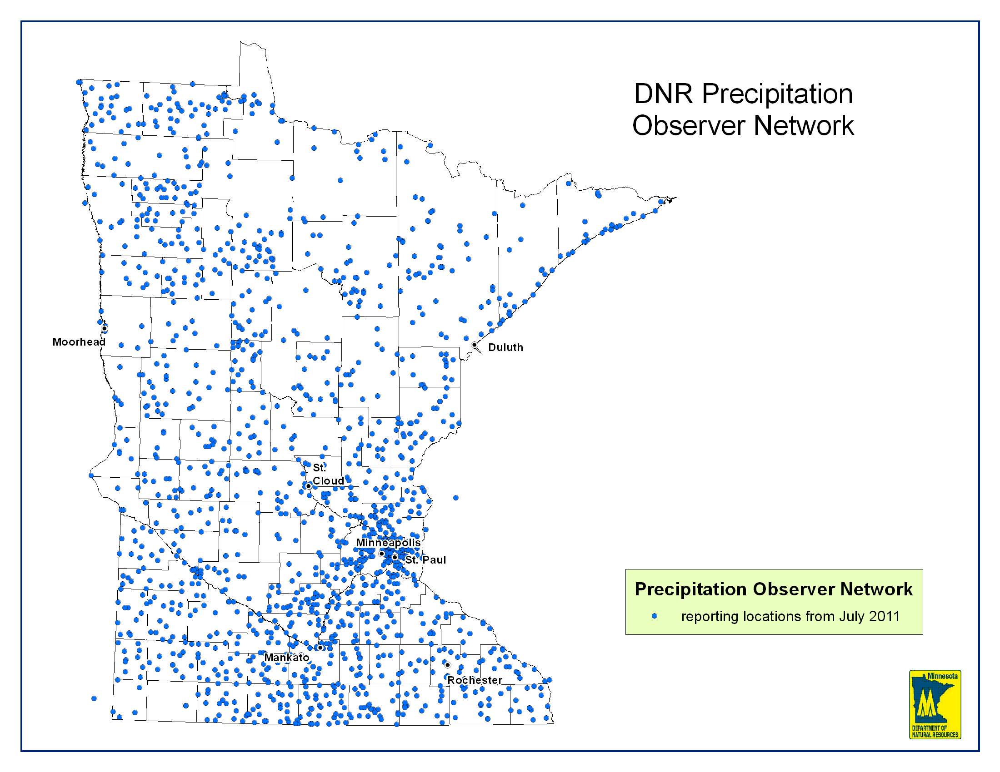 DNR Precipitation
Observer Network
Moorhead
Duluth
St.
Cloud
Minneapolis
St. Paul
Mankato
Rochester
Precipitation Observer Network
reporting locations from July 2011
Minnesota
DEPARTMENT OF
NATURAL RESOURCES